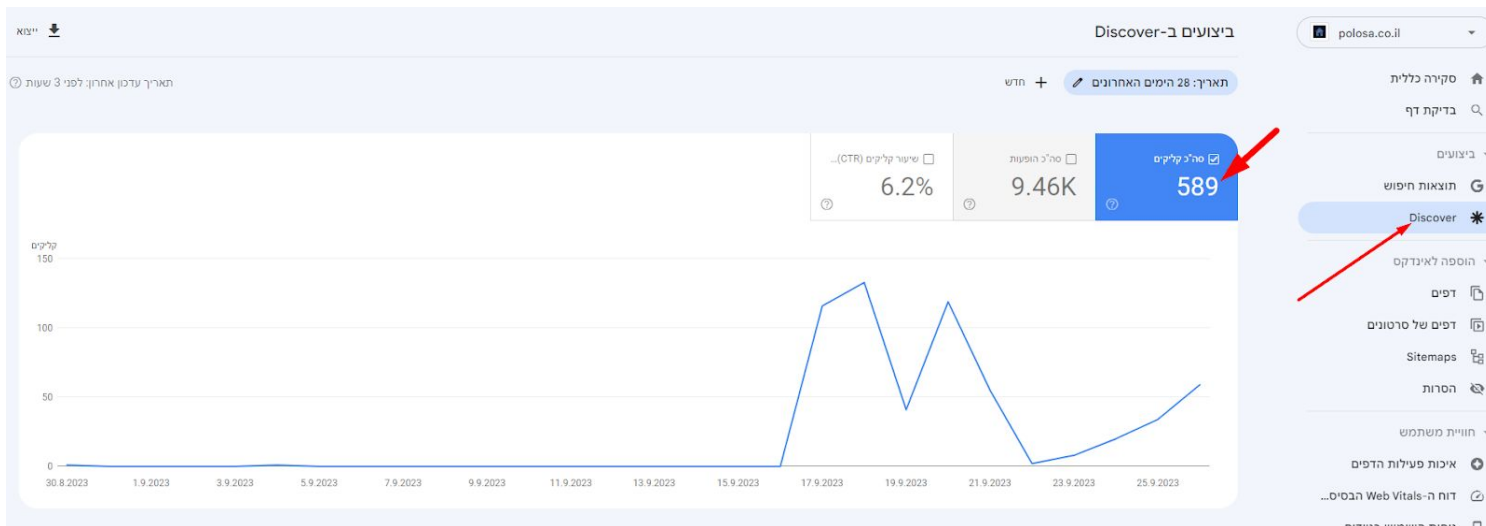 ביצועים ב-Discover
ייצוא
תאריך: 28 הימים האחרונים
חדש
תאריך עדכון אחרון: לפני 3 שעות
סה"כ קליקים
589
סה"כ הופעות
9.46K
שיעור קליקים (CTR)...
6.2%
קליקים
150
100
50
0
30.8.2023 1.9.2023 3.9.2023 5.9.2023 7.9.2023 9.9.2023 11.9.2023 13.9.2023 15.9.2023 17.9.2023 19.9.2023 21.9.2023 23.9.2023 25.9.2023
polosa.co.il
סקירה כללית
בדיקת דף
ביצועים
תוצאות חיפוש
Discover
הוספה לאינדקס
דפים
דפים של סרטונים
Sitemaps
הסרות
חוויית משתמש
איכות פעילות הדפים
דוח ה-Web Vitals הבסיס...